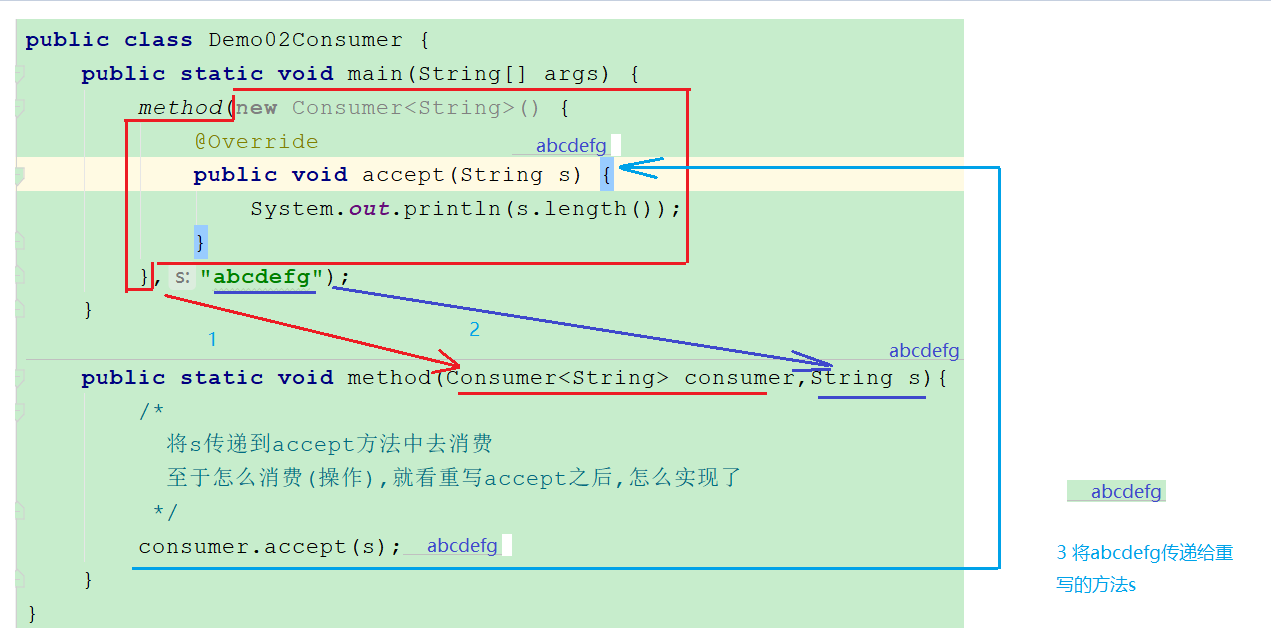 public class Demo02Consumer {
public static void main(String[] args) {
method(new Consumer<String>() {
@Override
abcdefg
public void accept(String s) {
System.out.println(s.length());
}
}, s: "abcdefg");
}
1
2
abcdefg
public static void method(Consumer<String> consumer,String s){
/*
将s传递到accept方法中去消费
至于怎么消费(操作),就看重写accept之后,怎么实现了
*/
abcdefg
consumer.accept(s); abcdefg
3 将abcdefg传递给重
写的方法s
}
}